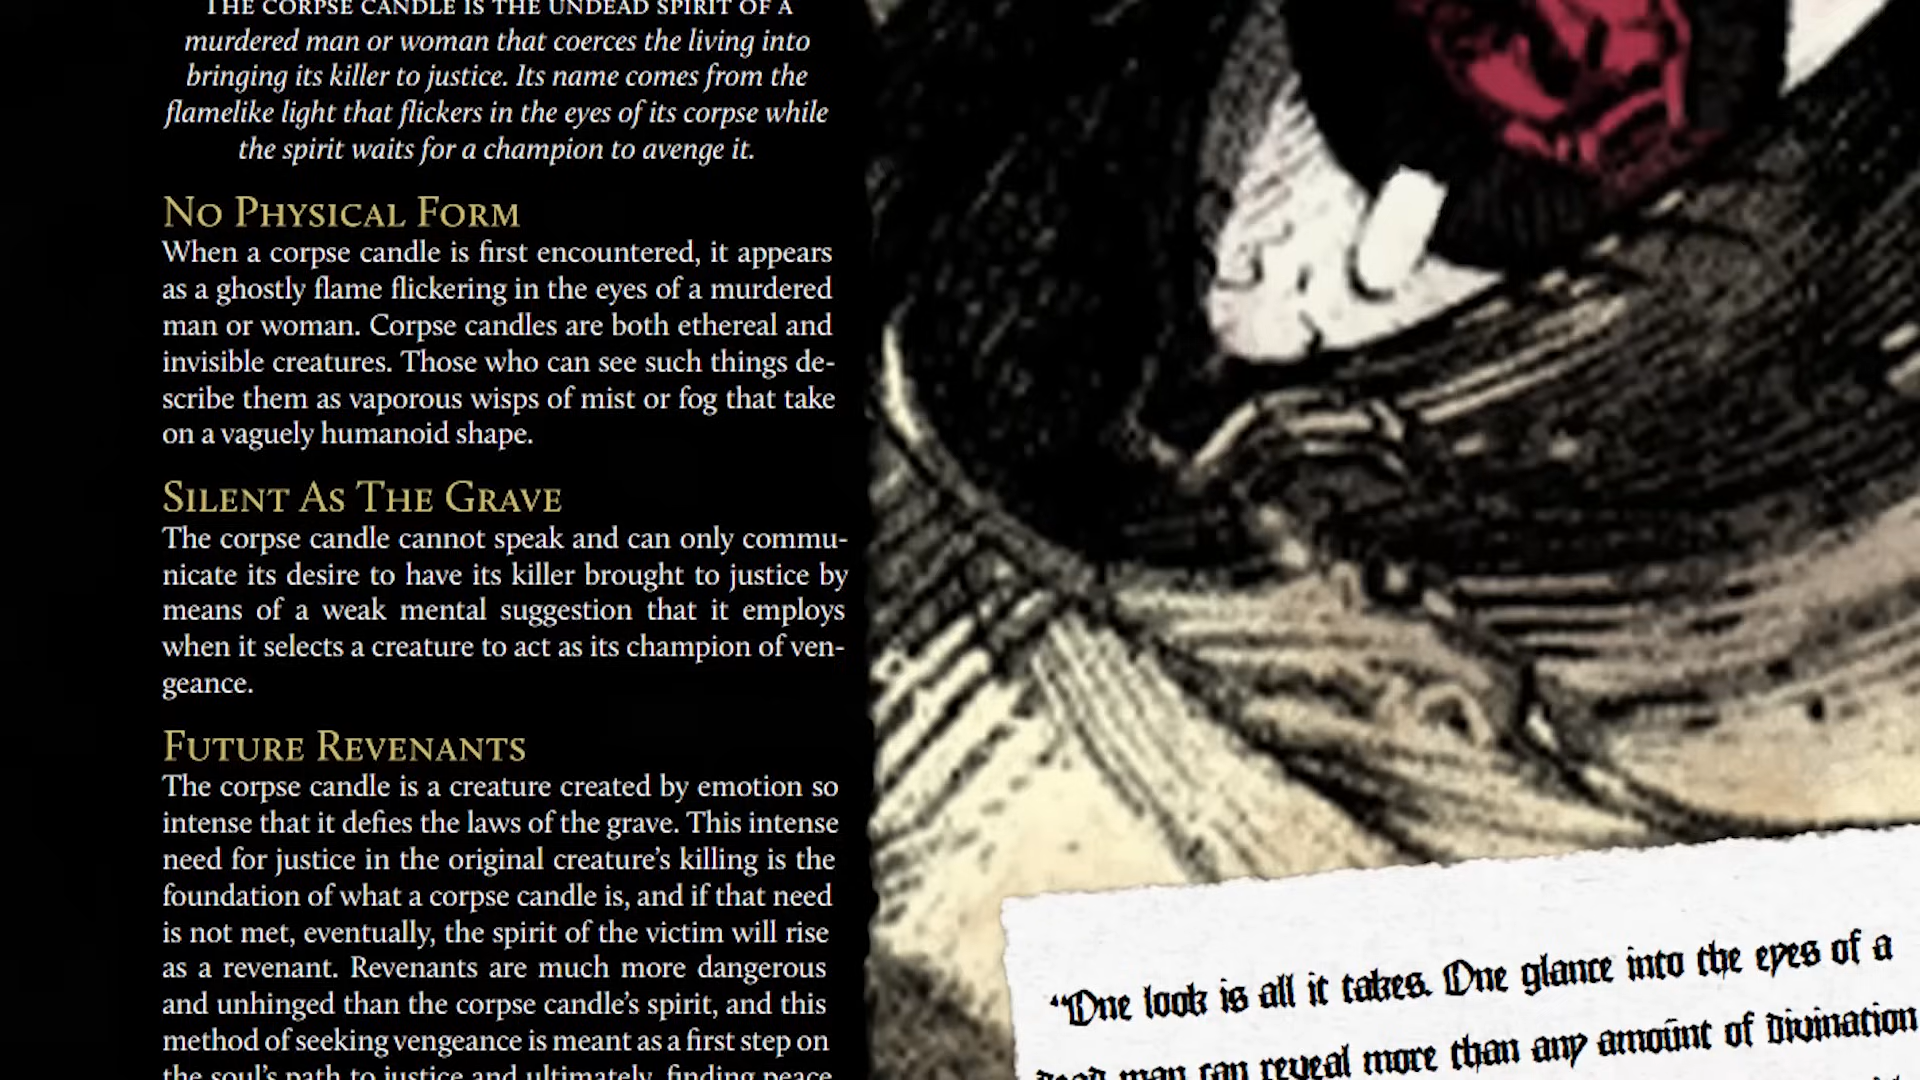 THE CORPSE CANDLE IS THE UNDEAD SPIRIT OF A
murdered man or woman that coerces the living into
bringing its killer to justice. Its name comes from the
flamelike light that flickers in the eyes of its corpse while
the spirit waits for a champion to avenge it.
No Physical Form
When a corpse candle is first encountered, it appears
as a ghostly flame flickering in the eyes of a murdered
man or woman. Corpse candles are both ethereal and
invisible creatures. Those who can see such things de-
scribe them as vaporous wisps of mist or fog that take
on a vaguely humanoid shape.
Silent As The Grave
The corpse candle cannot speak and can only commu-
nicate its desire to have its killer brought to justice by
means of a weak mental suggestion that it employs
when it selects a creature to act as its champion of ven-
geance.
Future Revenants
The corpse candle is a creature created by emotion so
intense that it defies the laws of the grave. This intense
need for justice in the original creature's killing is the
foundation of what a corpse candle is, and if that need
is not met, eventually, the spirit of the victim will rise
as a revenant. Revenants are much more dangerous
and unhinged than the corpse candle's spirit, and this
method of seeking vengeance is meant as a first step on
the soul's path to justice and ultimately, finding peace
"One look is all it takes. One glance into the eyes of a
dead man can reveal more than any amount of divination